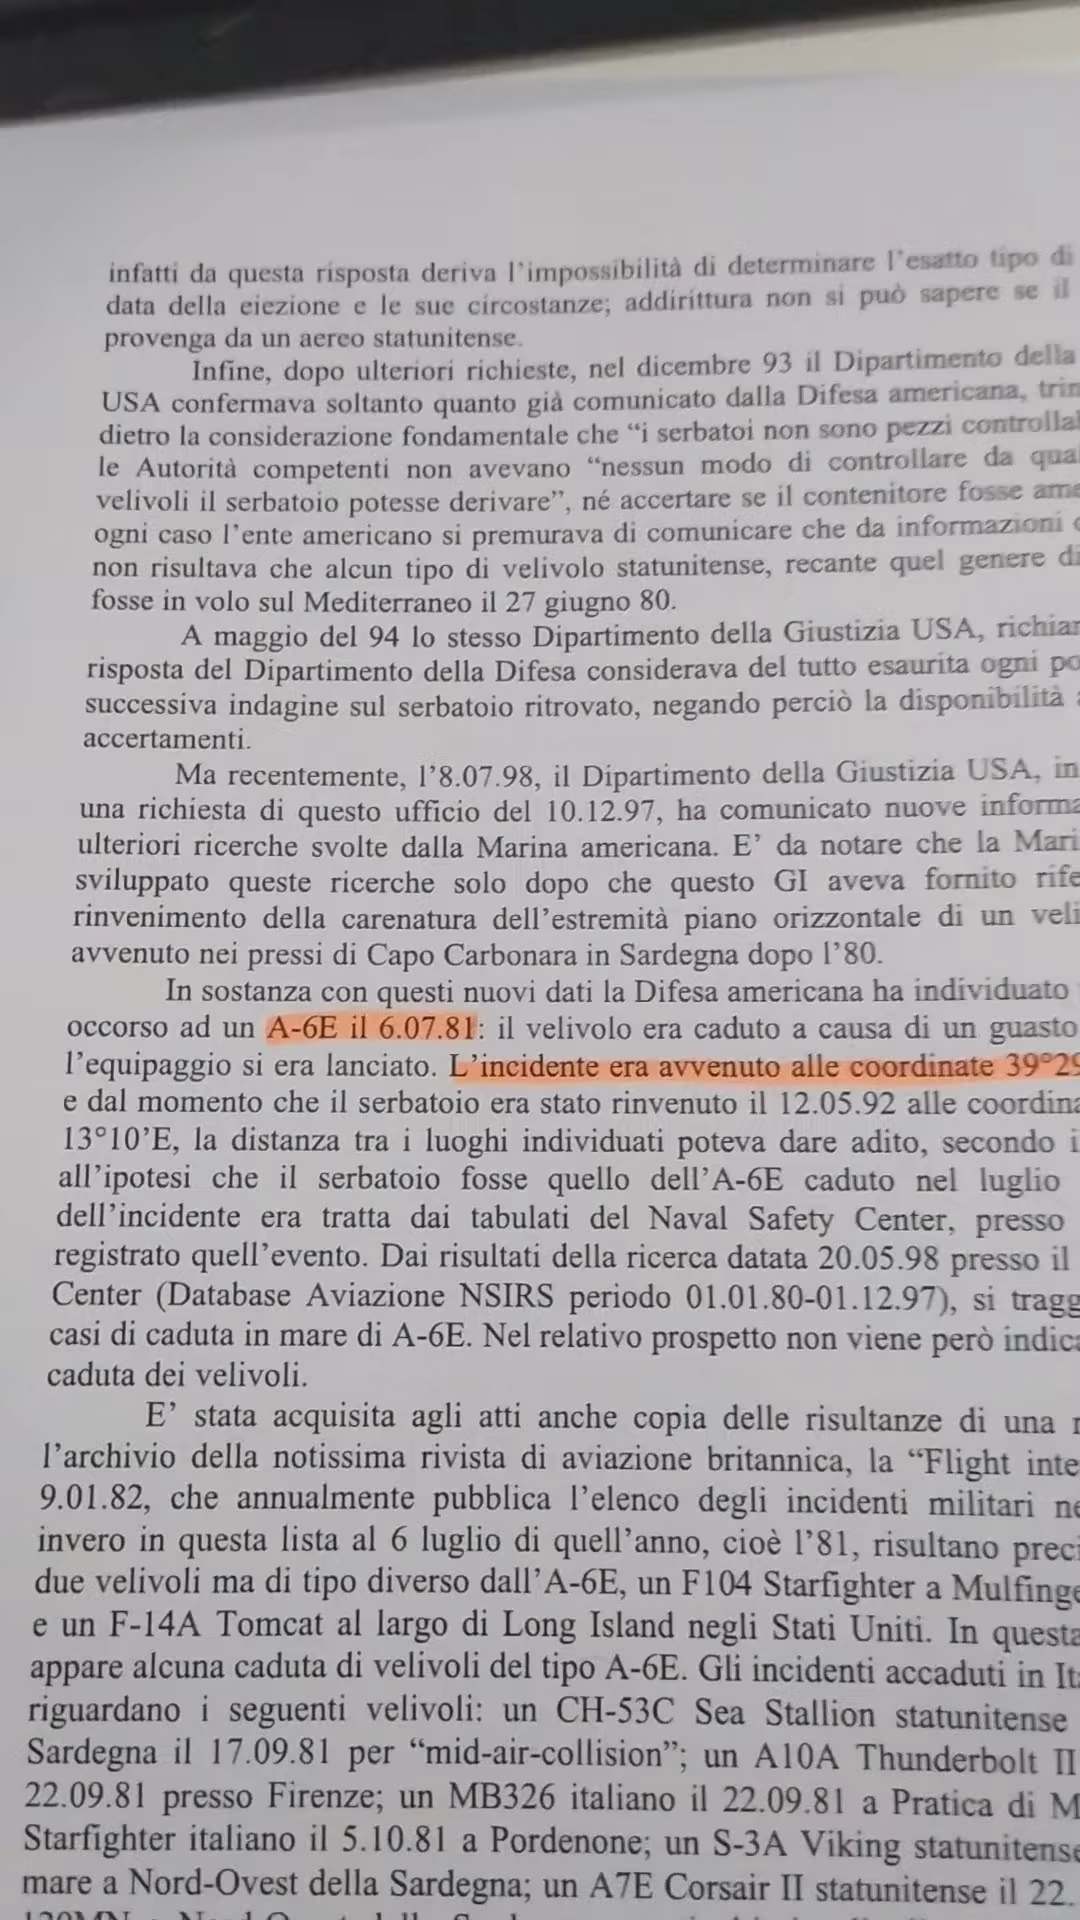 infatti da questa risposta deriva l'impossibilità di determinare l'esatto tipo di
data della eiezione e le sue circostanze; addirittura non si può sapere se il
provenga da un aereo statunitense.
Infine, dopo ulteriori richieste, nel dicembre 93 il Dipartimento della
USA confermava soltanto quanto già comunicato dalla Difesa americana, trin
dietro la considerazione fondamentale che “i serbatoi non sono pezzi controllal
le Autorità competenti non avevano “nessun modo di controllare da qua
velivoli il serbatoio potesse derivare”, né accertare se il contenitore fosse ame
ogni caso l'ente americano si premurava di comunicare che da informazioni
non risultava che alcun tipo di velivolo statunitense, recante quel genere di
fosse in volo sul Mediterraneo il 27 giugno 80.
A maggio del 94 lo stesso Dipartimento della Giustizia USA, richiar
risposta del Dipartimento della Difesa considerava del tutto esaurita ogni po
successiva indagine sul serbatoio ritrovato, negando perciò la disponibilità
accertamenti.
Ma recentemente, l'8.07.98, il Dipartimento della Giustizia USA, in
una richiesta di questo ufficio del 10.12.97, ha comunicato nuove informa
ulteriori ricerche svolte dalla Marina americana. E' da notare che la Mari
sviluppato queste ricerche solo dopo che questo GI aveva fornito rife
rinvenimento della carenatura dell'estremità piano orizzontale di un veli
avvenuto nei pressi di Capo Carbonara in Sardegna dopo l'80.
In sostanza con questi nuovi dati la Difesa americana ha individuato
occorso ad un A-6E il 6.07.81: il velivolo era caduto a causa di un guasto
l'equipaggio si era lanciato. L'incidente era avvenuto alle coordinate 39°29
e dal momento che il serbatoio era stato rinvenuto il 12.05.92 alle coordina
13°10'E, la distanza tra i luoghi individuati poteva dare adito, secondo i
all'ipotesi che il serbatoio fosse quello dell'A-6E caduto nel luglio
dell'incidente era tratta dai tabulati del Naval Safety Center, presso
registrato quell'evento. Dai risultati della ricerca datata 20.05.98 presso il
Center (Database Aviazione NSIRS periodo 01.01.80-01.12.97), si tragg
casi di caduta in mare di A-6E. Nel relativo prospetto non viene però indica
caduta dei velivoli.
E' stata acquisita agli atti anche copia delle risultanze di una
l'archivio della notissima rivista di aviazione britannica, la “Flight inte
9.01.82, che annualmente pubblica l'elenco degli incidenti militari ne
invero in questa lista al 6 luglio di quell'anno, cioè l'81, risultano preci
due velivoli ma di tipo diverso dall'A-6E, un F104 Starfighter a Mulfinge
e un F-14A Tomcat al largo di Long Island negli Stati Uniti. In questa
appare alcuna caduta di velivoli del tipo A-6E. Gli incidenti accaduti in Ita
riguardano i seguenti velivoli: un CH-53C Sea Stallion statunitense
Sardegna il 17.09.81 per “mid-air-collision”; un A10A Thunderbolt II
22.09.81 presso Firenze; un MB326 italiano il 22.09.81 a Pratica di M
Starfighter italiano il 5.10.81 a Pordenone; un S-3A Viking statunitense
mare a Nord-Ovest della Sardegna; un A7E Corsair II statunitense il 22.